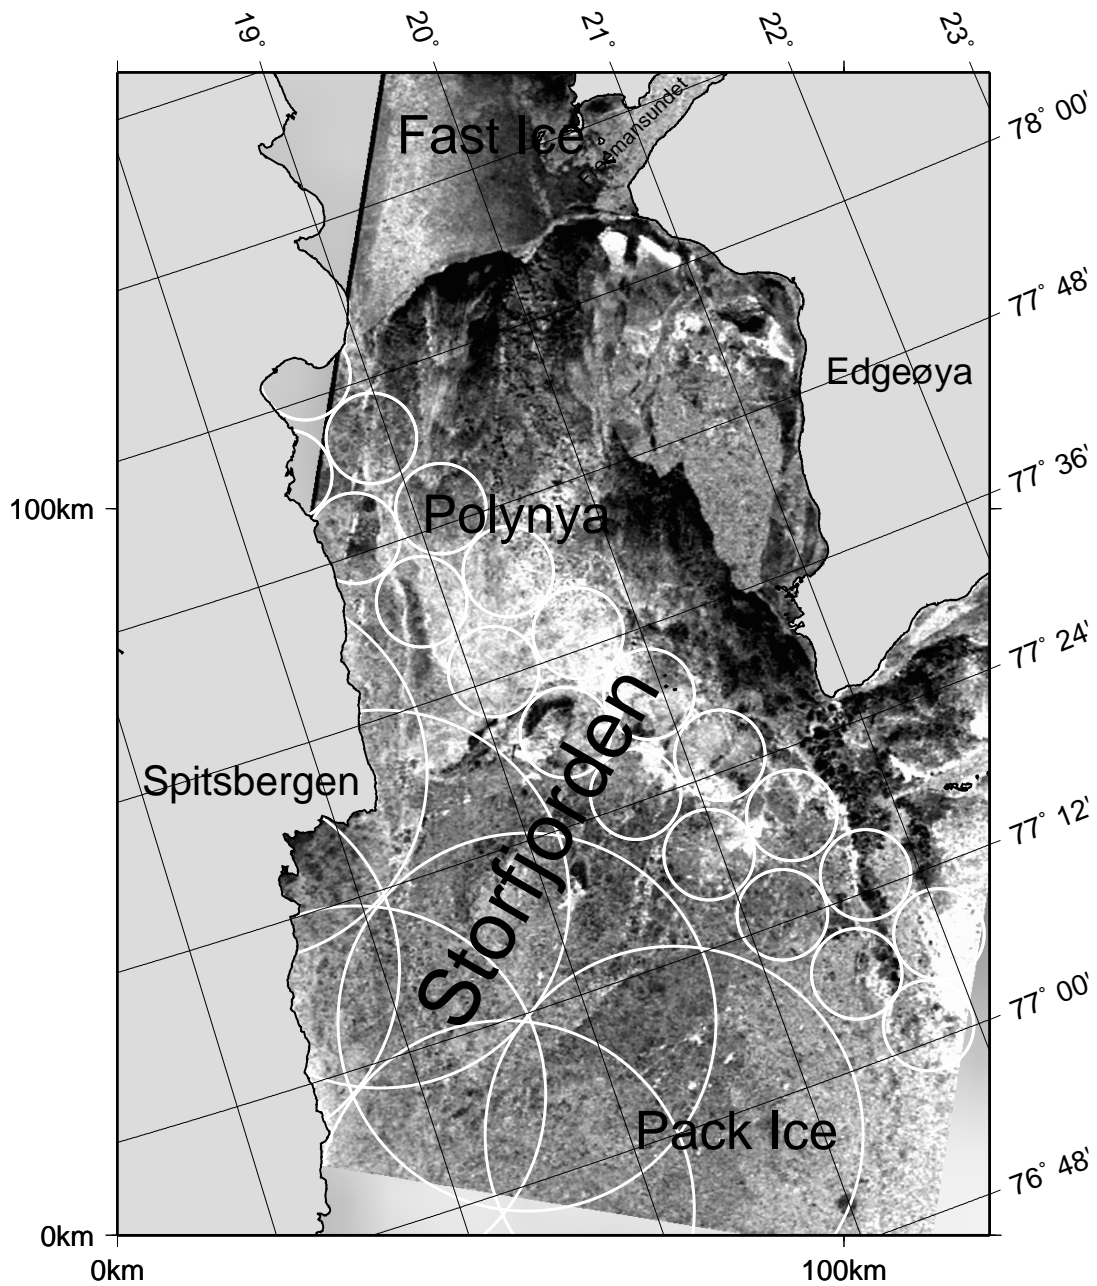 19°
20°
21°
22°
23°
Fast Ice
Freemansundet
78° 00'
77° 48'
Edgeøya
77° 36'
100km
Polynya
77° 24'
Storfjorden
Spitsbergen
77° 12'
77° 00'
Pack Ice
76° 48'
0km
0km
100km